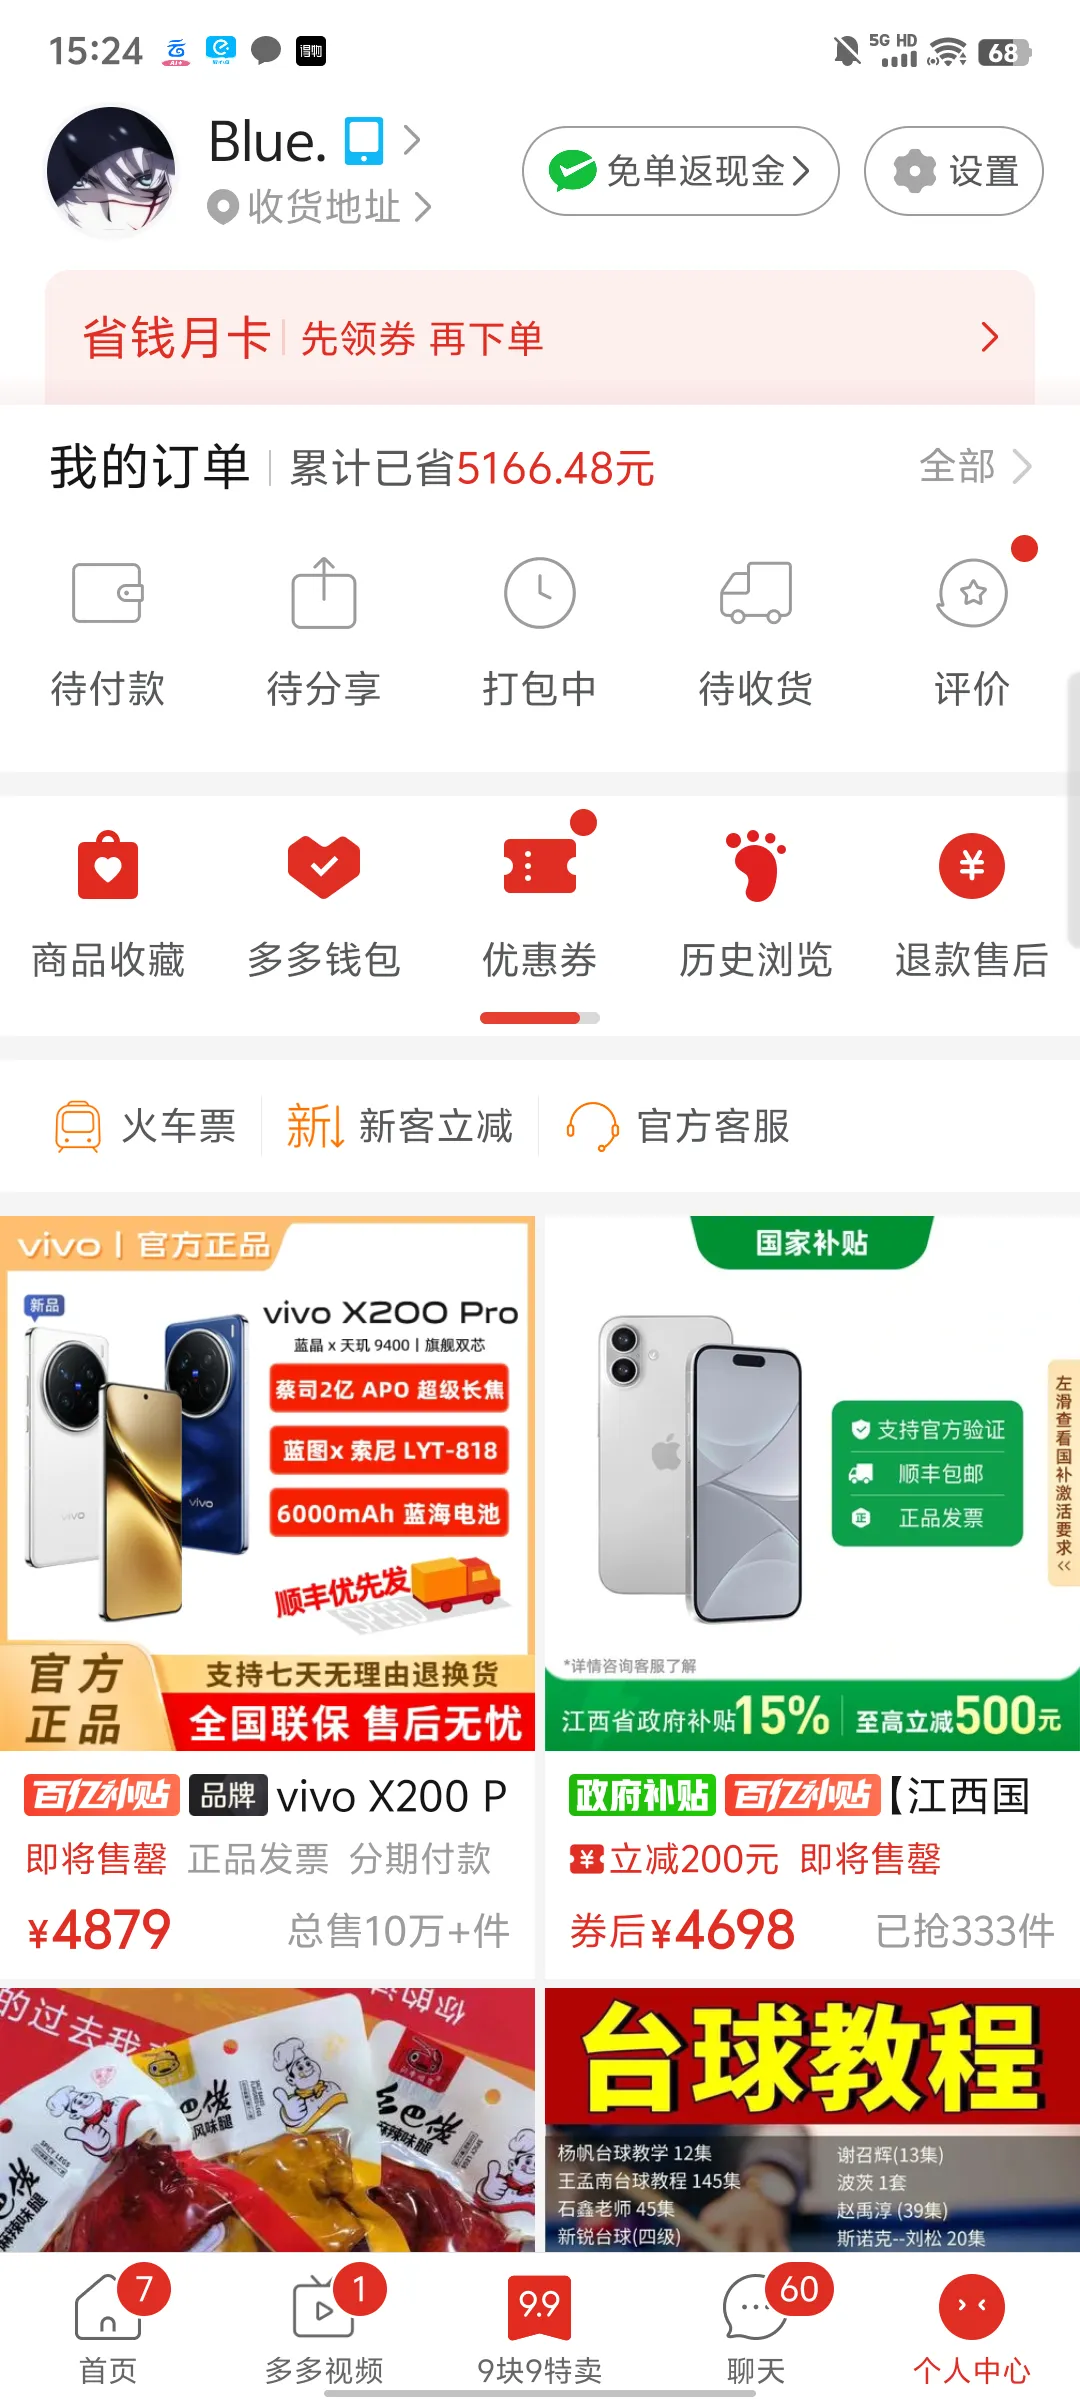 15:24
得物
5G HD
68
Blue.
收货地址
免单返现金
设置
省钱月卡 先领券 再下单
我的订单 累计已省5166.48元 全部
待付款 待分享 打包中 待收货 评价
商品收藏 多多钱包 优惠券 历史浏览 退款售后
火车票 新 新客立减 官方客服
vivo 官方正品
新品
vivo X200 Pro
蓝晶 x 天玑 9400 | 旗舰双芯
蔡司2亿 APO 超级长焦
蓝图x 索尼 LYT-818
6000mAh 蓝海电池
顺丰优先发
SPEED
官方正品
支持七天无理由退换货
全国联保 售后无忧
国家补贴
支持官方验证
顺丰包邮
正品发票
左滑查看国补激活要求
*详情咨询客服了解
江西省政府补贴15% 至高立减500元
百亿补贴 品牌 vivo X200 P
即将售罄 正品发票 分期付款
¥4879 总售10万+件
政府补贴 百亿补贴 【江西国
立减200元 即将售罄
券后¥4698 已抢333件
的过去我
风味腿
麻辣味腿
SPICY LEGS
台球教程
杨帆台球教学 12集
王孟南台球教程 145集
石鑫老师 45集
新锐台球(四级)
谢召辉(13集)
波茨 1套
赵禹淳 (39集)
斯诺克--刘松 20集
7
1
9.9
60
首页 多多视频 9块9特卖 聊天 个人中心